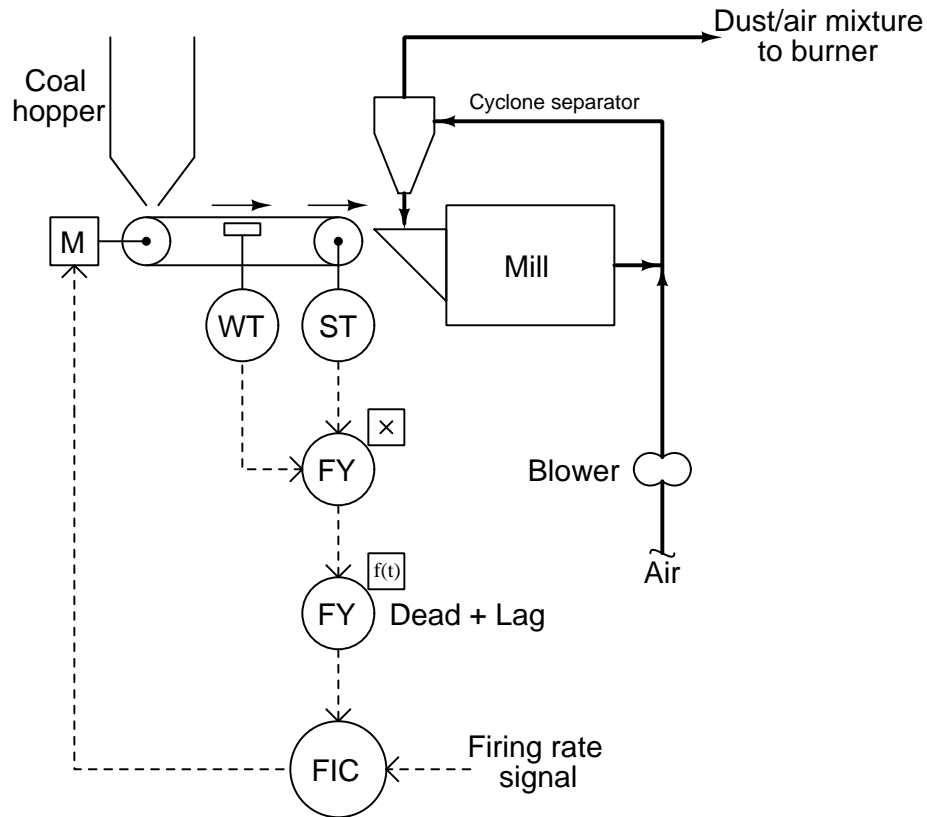 Dust/air mixture
to burner
Coal
hopper
Cyclone separator
M
Mill
WT
ST
×
FY
Blower
f(t)
Air
FY
Dead + Lag
Firing rate
signal
FIC